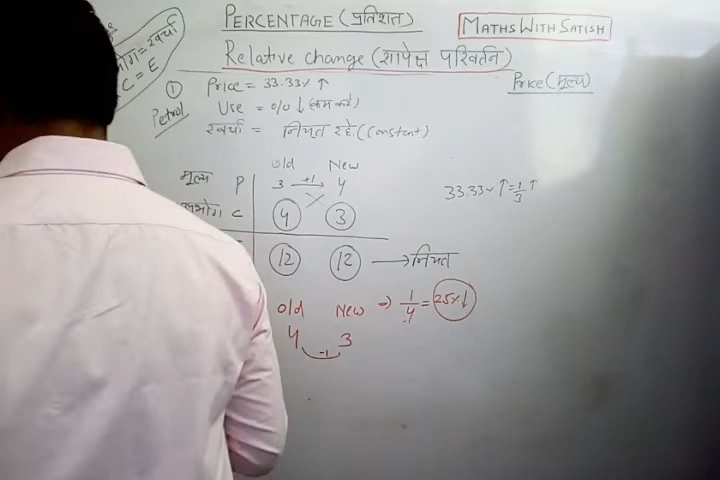 PERCENTAGE (प्रतिशत)
MATHS WITH SATISH
Relative change (सापेक्ष परिवर्तन)
Price (मूल्य)
= खर्चा
C = E
① Price = 33.33% ↑
Petrol
Use = %↓ (कम करें)
खर्चा = नियत रहे (Constant)
Old New
मूल्य P 3 +1 → 4
33.33% ↑ = 1/3 ↑
C 4 3
12 12 → नियत
Old New ⇒ 1/4 = 25% ↓
4 3
-1